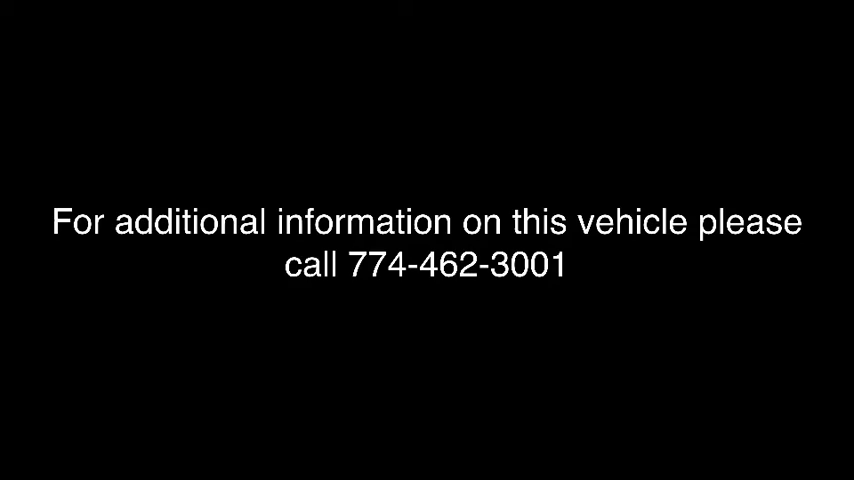 For additional information on this vehicle please
call 774-462-3001